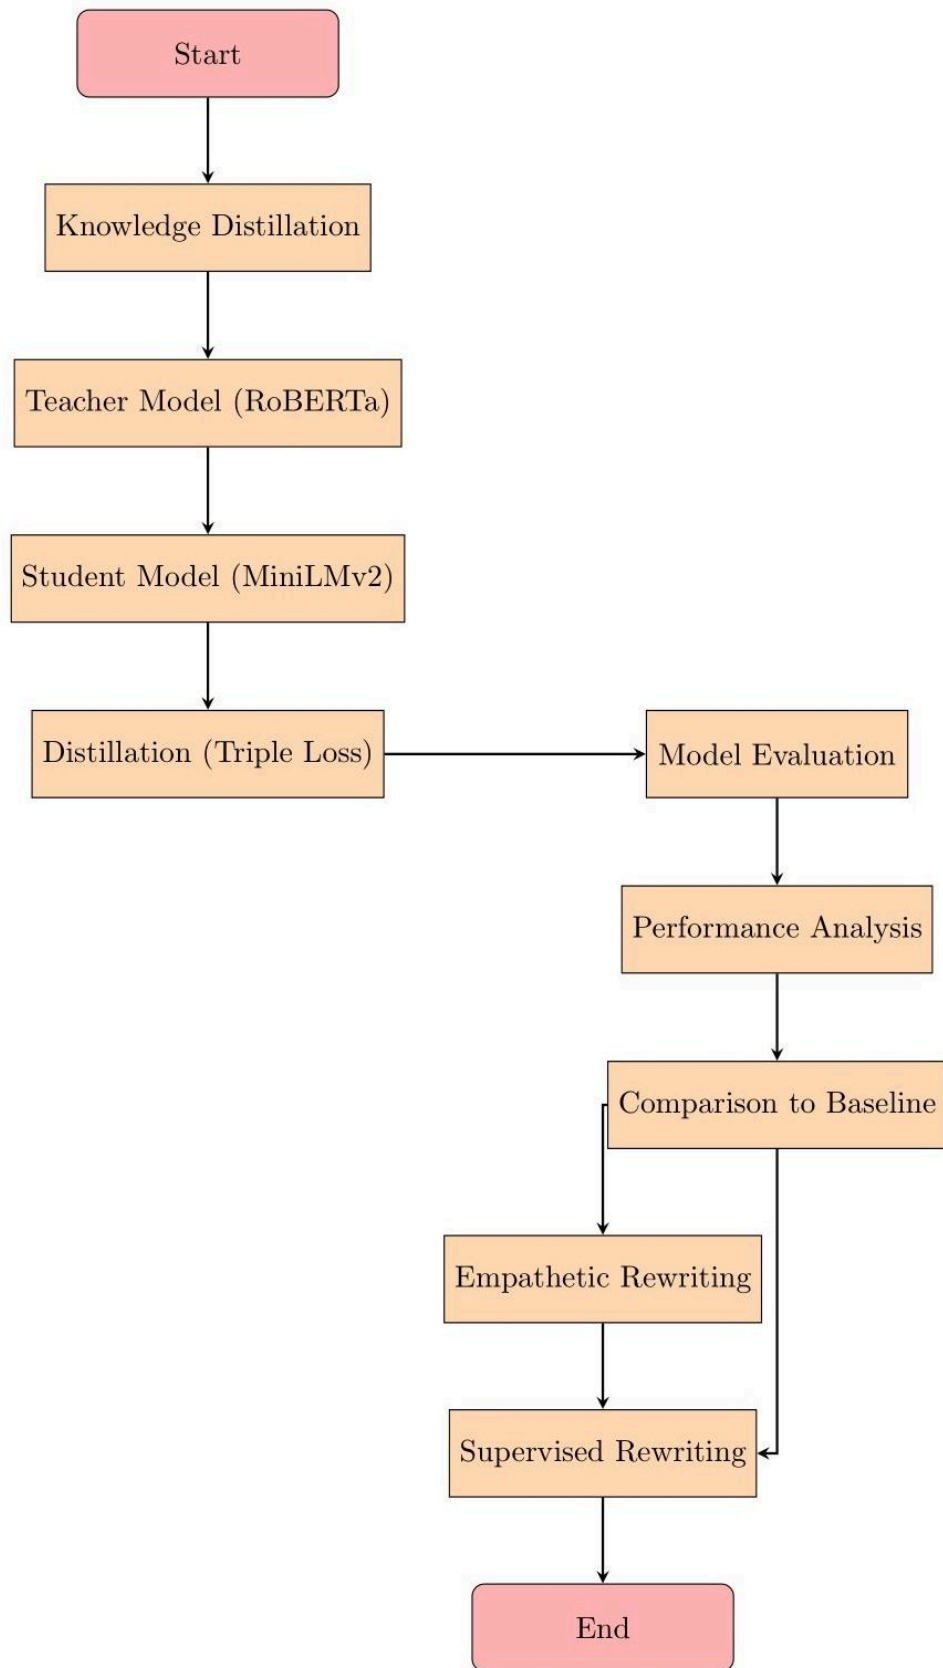 Start
Knowledge Distillation
Teacher Model (RoBERTa)
Student Model (MiniLMv2)
Distillation (Triple Loss)
Model Evaluation
Performance Analysis
Comparison to Baseline
Empathetic Rewriting
Supervised Rewriting
End